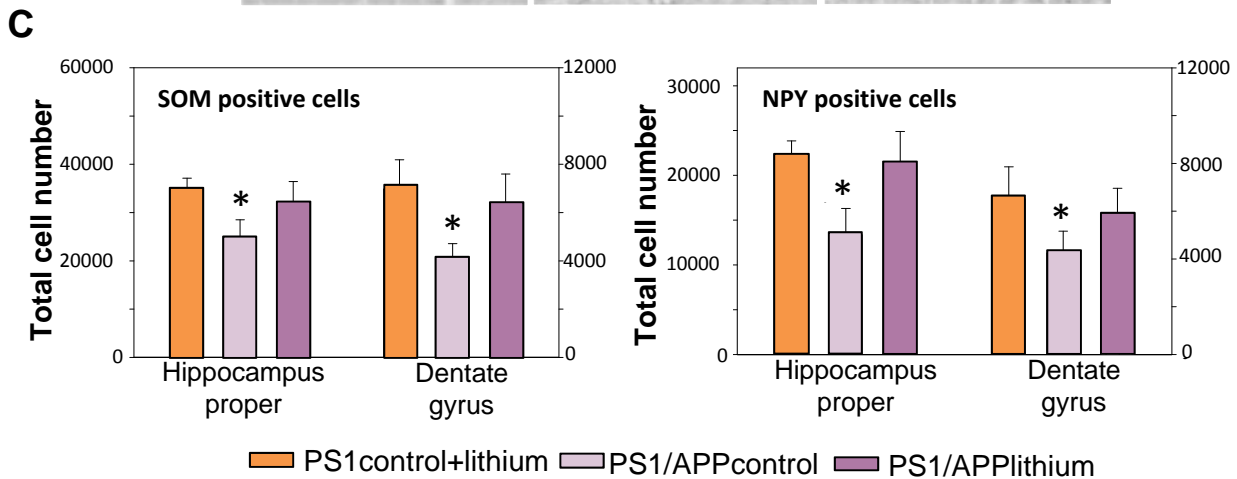 C
60000
40000
20000
0
Total cell number
SOM positive cells
*
*
12000
8000
4000
0
Hippocampus proper
Dentate gyrus
30000
20000
10000
0
Total cell number
NPY positive cells
*
*
12000
8000
4000
0
Hippocampus
proper
Dentate
gyrus
PS1control+lithium PS1/APPcontrol PS1/APPlithium